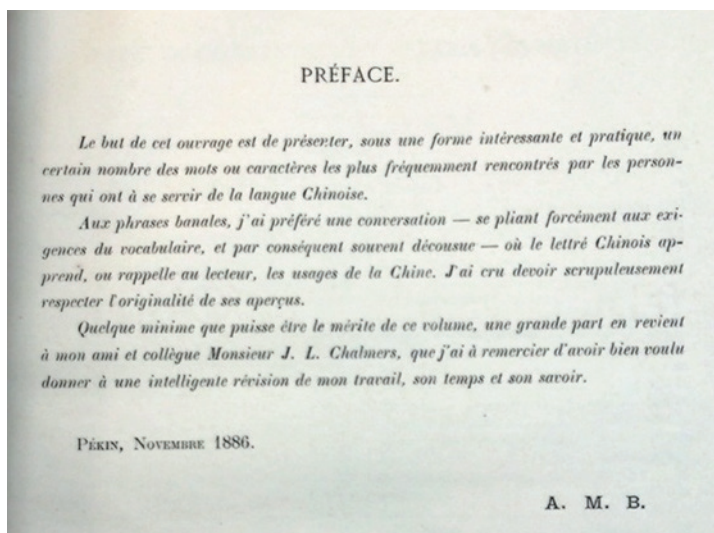 PRÉFACE.
Le but de cet ouvrage est de présenter, sous une forme intèressante et pratique, un
certain nombre des mots ou caractères les plus fréquemment rencontrés par les person-
nes qui ont à se servir de la langue Chinoise.
Aux phrases banales, j'ai préféré une conversation — se pliant forcément aux exi-
gences du vocabulaire, et par conséquent souvent décousue — où le lettré Chinois ap-
prend, ou rappelle au lecteur, les usages de la Chine. J'ai cru devoir scrupuleusement
respecter l'originalité de ses aperçus.
Quelque minime que puisse être le mérite de ce volume, une grande part en revient
à mon ami et collègue Monsieur J. L. Chalmers, que j'ai à remercier d'avoir bien voulu
donner à une intelligente révision de mon travail, son temps et son savoir.
PÉKIN, NOVEMBRE 1886.
A. M. B.